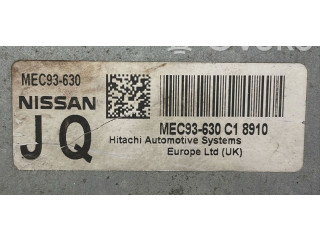 MEC93-630
NISSAN
JQ
MEC93-630 C1 8910
Hitachi Automotive Systems
Europe Ltd (UK)